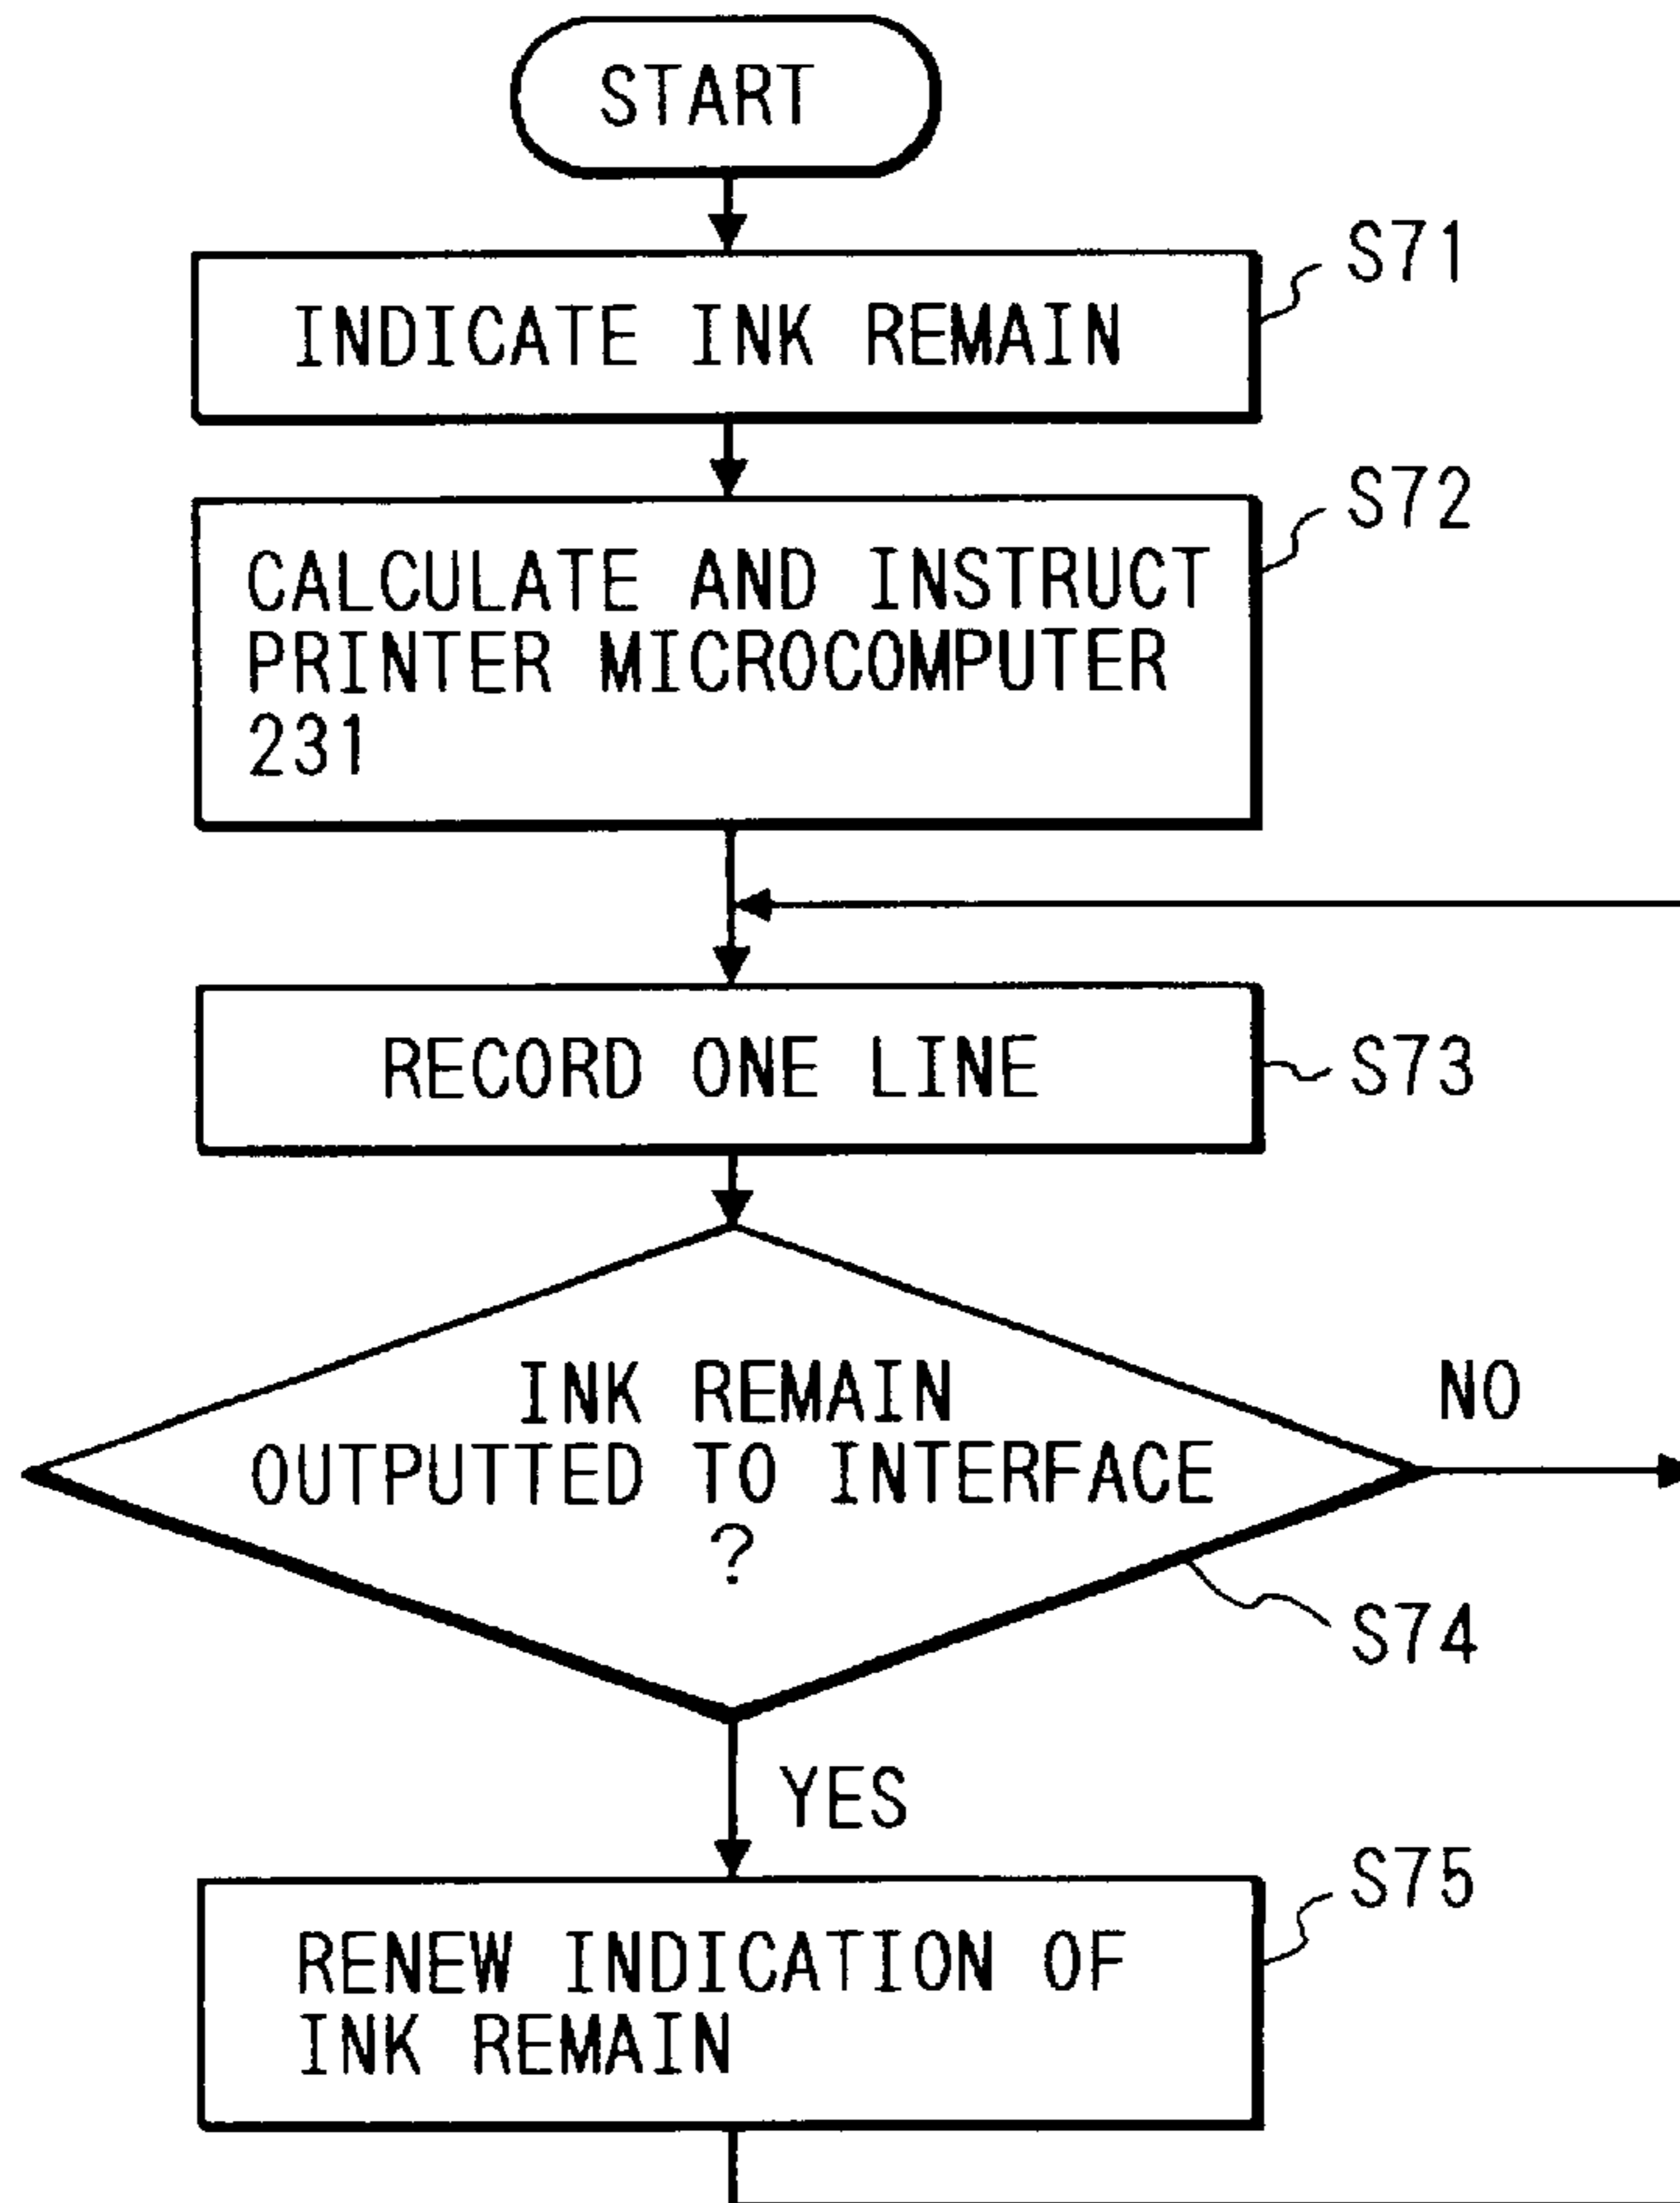 START
S71
INDICATE INK REMAIN
S72
CALCULATE AND INSTRUCT
PRINTER MICROCOMPUTER
231
RECORD ONE LINE
S73
INK REMAIN
OUTPUTTED TO INTERFACE
?
NO
S74
YES
S75
RENEW INDICATION OF
INK REMAIN